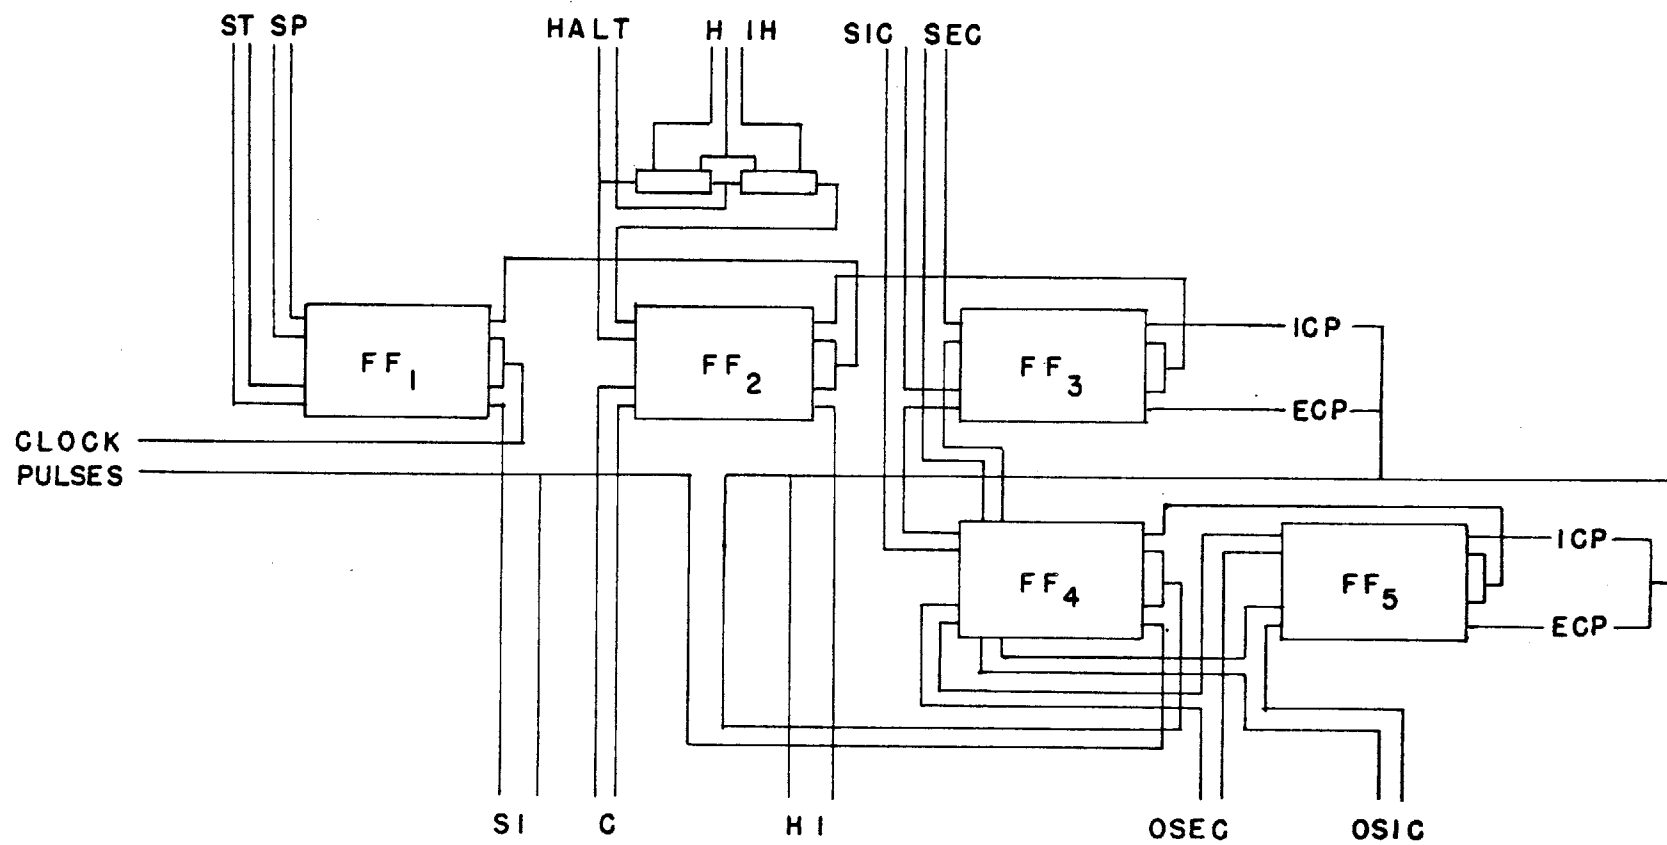 ST SP HALT H IH SIC SEC
FF1 FF2 FF3
ICP
ECP
CLOCK
PULSES
FF4 FF5
ICP
ECP
SI C HI OSEC OSIC